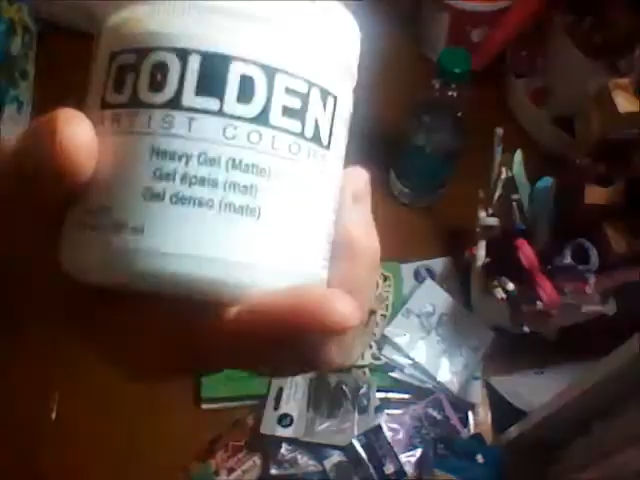 GOLDEN
ARTIST COLORS
Heavy Gel (Matte)
Gel épais (mat)
Gel denso (mate)